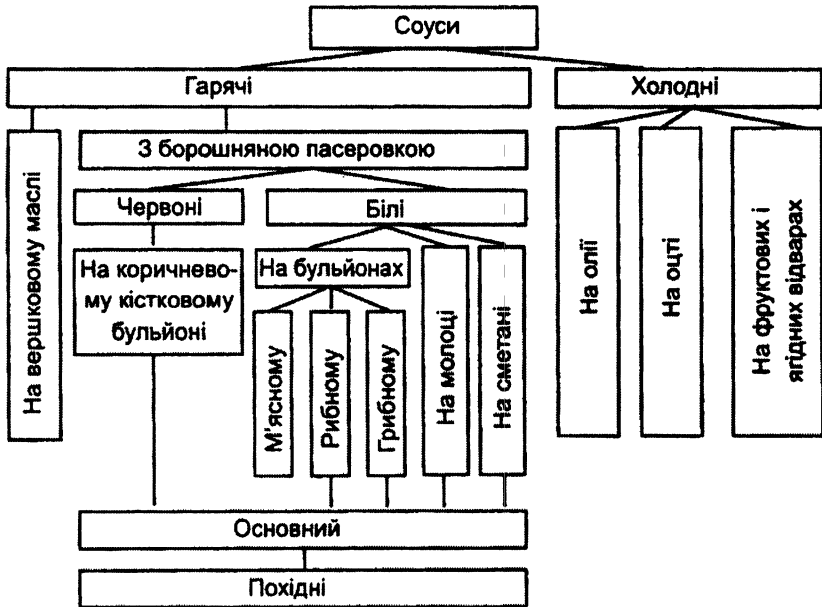 Соуси
Гарячі
Холодні
На вершковому маслі
З борошняною пасеровкою
Червоні
Білі
На коричнево-
му кістковому
бульйоні
На бульйонах
М'ясному
Рибному
Грибному
На молоці
На сметані
На олії
На оцті
На фруктових і
ягідних відварах
Основний
Похідні